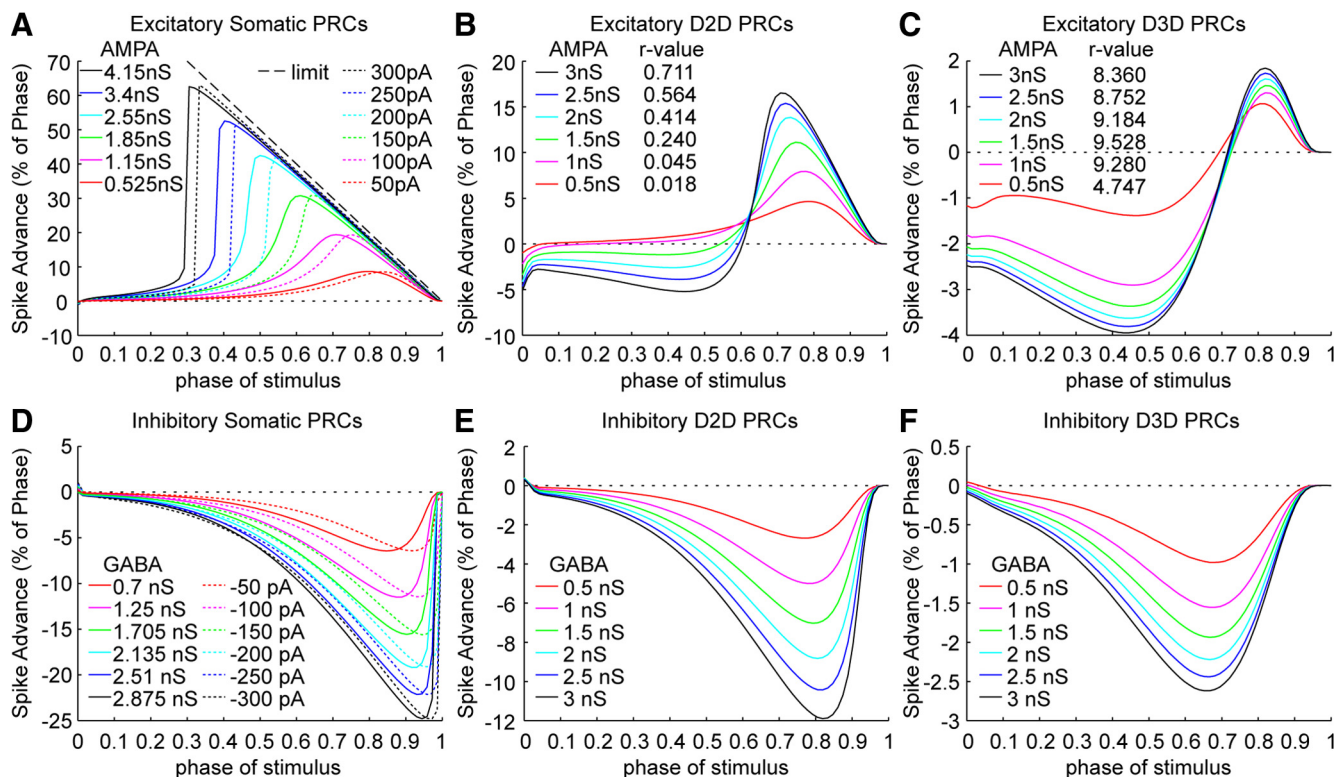 A
Excitatory Somatic PRCs
AMPA
4.15nS
3.4nS
2.55nS
1.85nS
1.15nS
0.525nS
limit
300pA
250pA
200pA
150pA
100pA
50pA
Spike Advance (% of Phase)
70
60
50
40
30
20
10
0
-10
0 0.1 0.2 0.3 0.4 0.5 0.6 0.7 0.8 0.9 1
phase of stimulus
B
Excitatory D2D PRCs
AMPA r-value
3nS 0.711
2.5nS 0.564
2nS 0.414
1.5nS 0.240
1nS 0.045
0.5nS 0.018
Spike Advance (% of Phase)
20
15
10
5
0
-5
10
0 0.1 0.2 0.3 0.4 0.5 0.6 0.7 0.8 0.9 1
phase of stimulus
C
Excitatory D3D PRCs
AMPA r-value
3nS 8.360
2.5nS 8.752
2nS 9.184
1.5nS 9.528
1nS 9.280
0.5nS 4.747
Spike Advance (% of Phase)
2
1
0
-1
-2
-3
-4
0 0.1 0.2 0.3 0.4 0.5 0.6 0.7 0.8 0.9 1
phase of stimulus
D
Inhibitory Somatic PRCs
GABA
0.7 nS -50 pA
1.25 nS -100 pA
1.705 nS -150 pA
2.135 nS -200 pA
2.51 nS -250 pA
2.875 nS -300 pA
Spike Advance (% of Phase)
5
0
-5
-10
-15
-20
-25
0 0.1 0.2 0.3 0.4 0.5 0.6 0.7 0.8 0.9 1
phase of stimulus
E
Inhibitory D2D PRCs
GABA
0.5 nS
1 nS
1.5 nS
2 nS
2.5 nS
3 nS
Spike Advance (% of Phase)
2
0
-2
-4
-6
-8
-10
-12
0 0.1 0.2 0.3 0.4 0.5 0.6 0.7 0.8 0.9 1
phase of stimulus
F
Inhibitory D3D PRCs
GABA
0.5 nS
1 nS
1.5 nS
2 nS
2.5 nS
3 nS
Spike Advance (% of Phase)
0.5
0
-0.5
-1
-1.5
-2
-2.5
-3
0 0.1 0.2 0.3 0.4 0.5 0.6 0.7 0.8 0.9 1
phase of stimulus